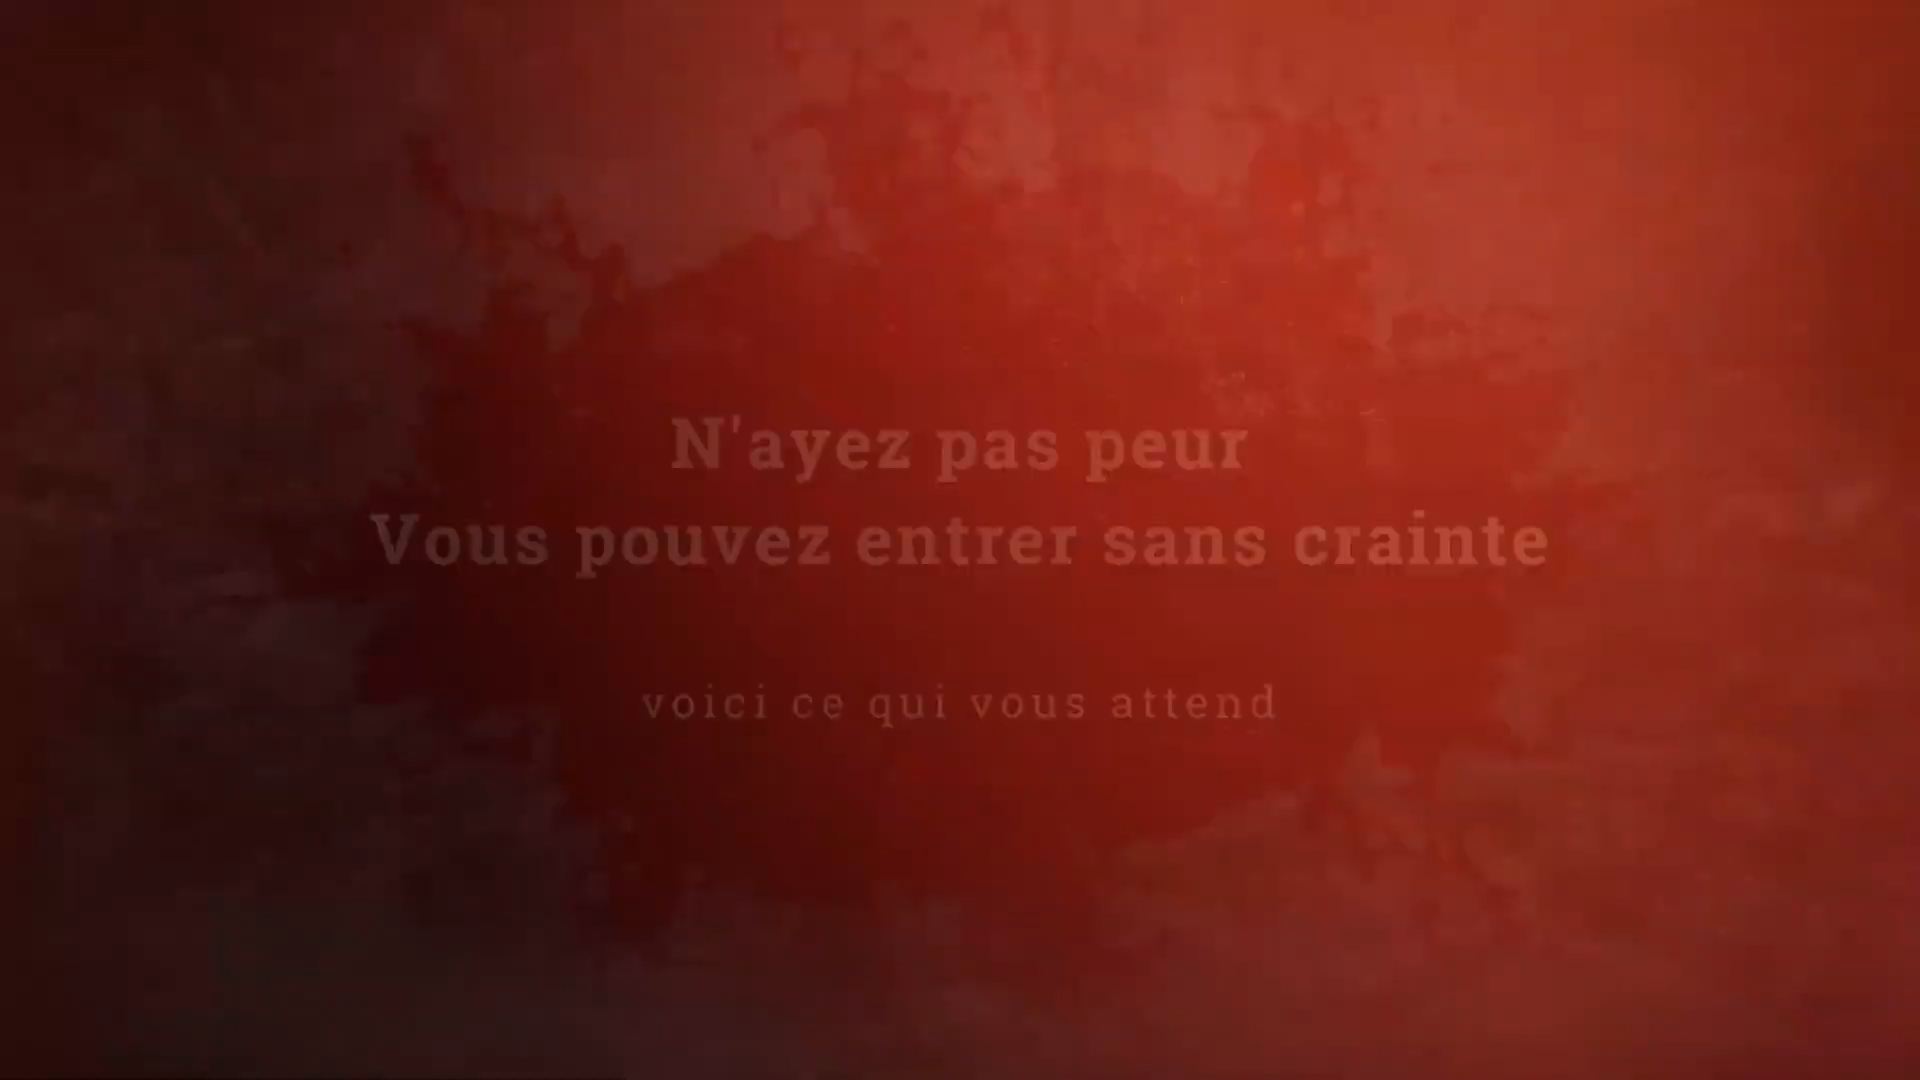 N'ayez pas peur
Vous pouvez entrer sans crainte
voici ce qui vous attend